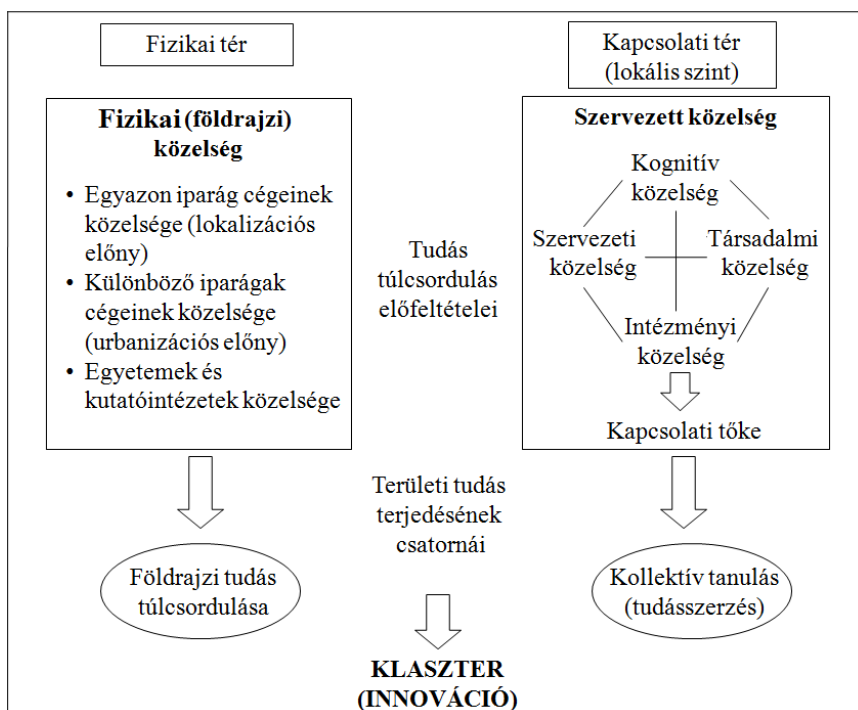 Fizikai tér
Kapcsolati tér
(lokális szint)
Fizikai (földrajzi)
közelség
• Egyazon iparág cégeinek
közelsége (lokalizációs
előny)
• Különböző iparágak
cégeinek közelsége
(urbanizációs előny)
• Egyetemek és
kutatóintézetek közelsége
Tudás
túlcsordulás
előfeltételei
Szervezett közelség
Kognitív
közelség
Szervezeti
közelség
Társadalmi
közelség
Intézményi
közelség
Kapcsolati tőke
Területi tudás
terjedésének
csatornái
Földrajzi tudás
túlcsordulása
Kollektív tanulás
(tudásszerzés)
KLASZTER
(INNOVÁCIÓ)